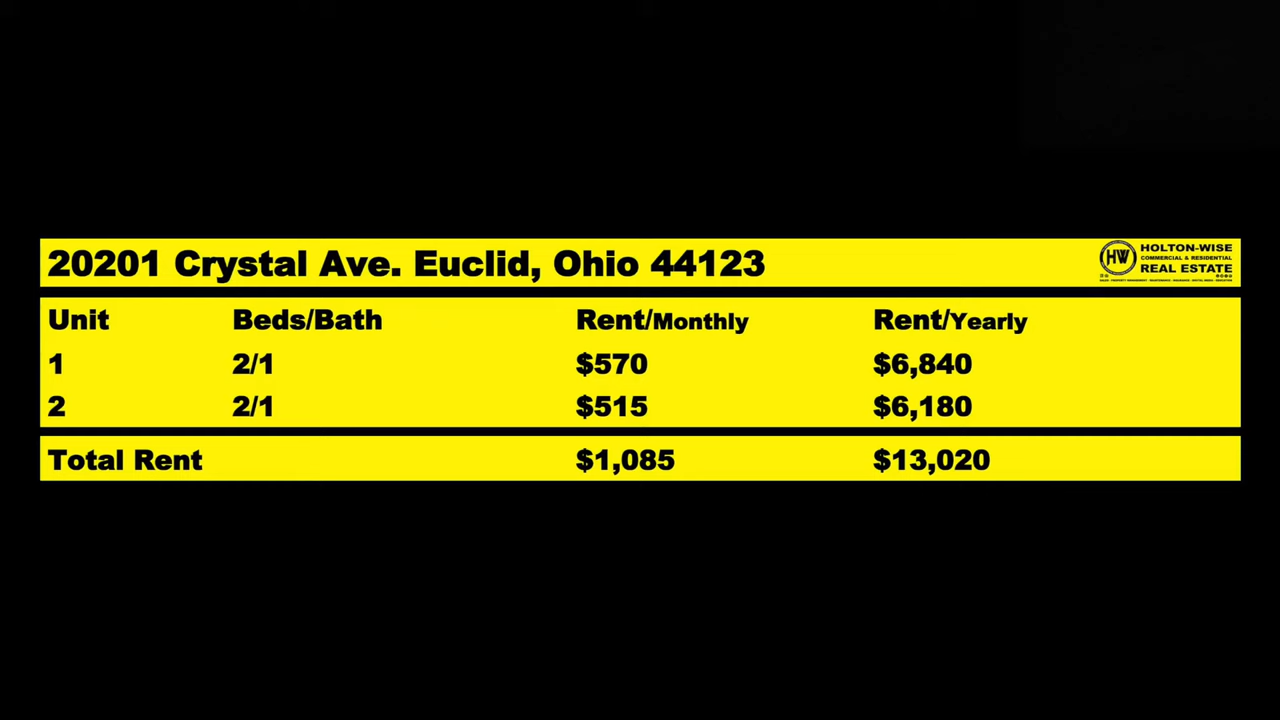 20201 Crystal Ave. Euclid, Ohio 44123
HW
HOLTON-WISE
COMMERCIAL & RESIDENTIAL
REAL ESTATE
Unit Beds/Bath Rent/Monthly Rent/Yearly
1 2/1 $570 $6,840
2 2/1 $515 $6,180
Total Rent $1,085 $13,020